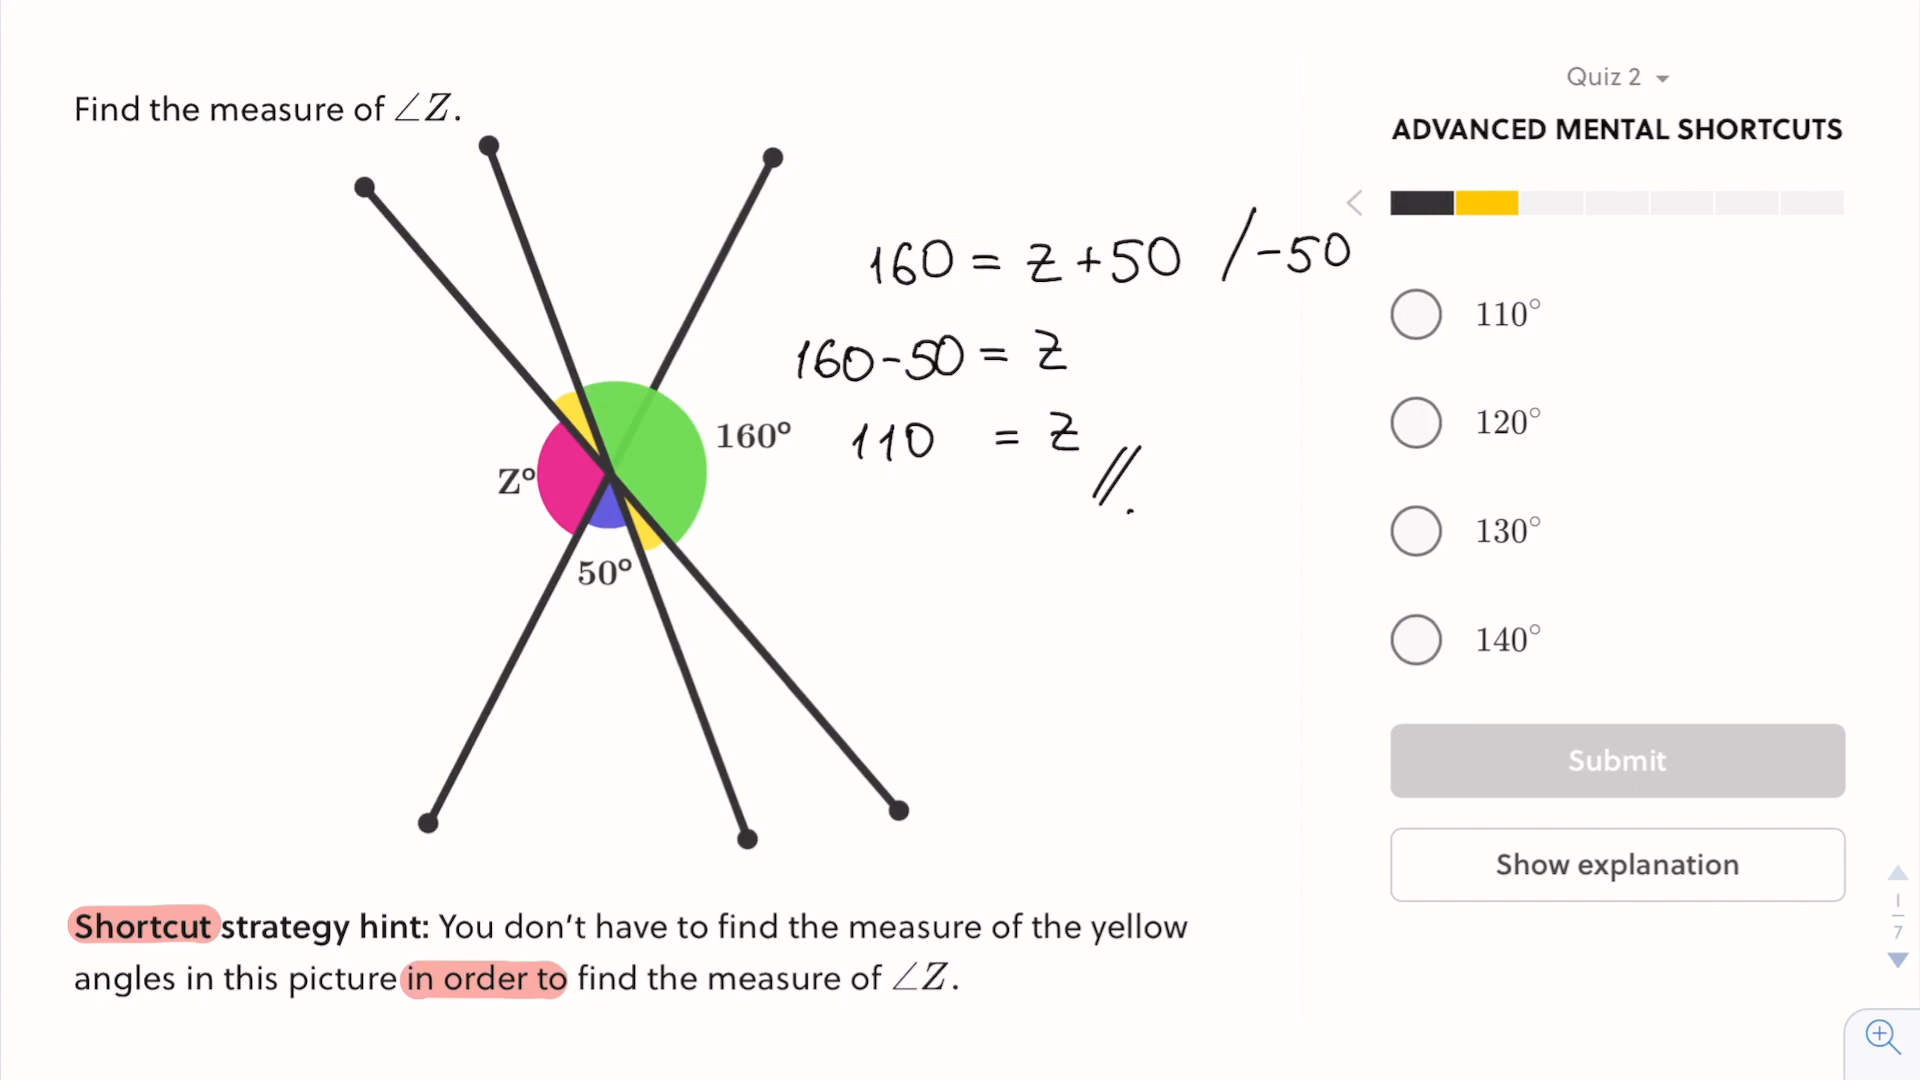 Find the measure of ∠Z.
160°
Z°
50°
160 = z + 50 / -50
160 - 50 = z
110 = z //.
Shortcut strategy hint: You don’t have to find the measure of the yellow
angles in this picture in order to find the measure of ∠Z.
Quiz 2
ADVANCED MENTAL SHORTCUTS
110°
120°
130°
140°
Submit
Show explanation
1
7